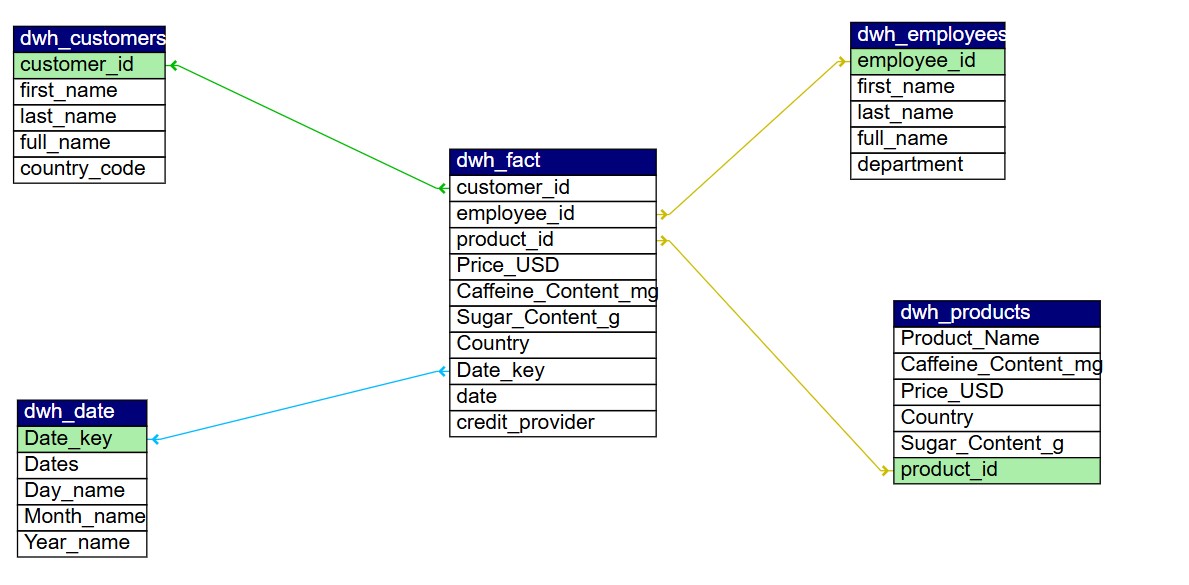 dwh_customers
customer_id
first_name
last_name
full_name
country_code
dwh_employees
employee_id
first_name
last_name
full_name
department
dwh_fact
customer_id
employee_id
product_id
Price_USD
Caffeine_Content_mg
Sugar_Content_g
Country
Date_key
date
credit_provider
dwh_products
Product_Name
Caffeine_Content_mg
Price_USD
Country
Sugar_Content_g
product_id
dwh_date
Date_key
Dates
Day_name
Month_name
Year_name